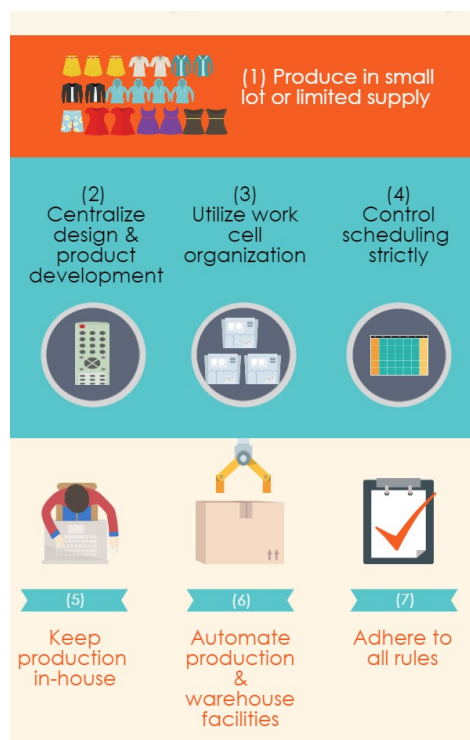 (1) Produce in small
lot or limited supply
(2)
Centralize
design &
product
development
(3)
Utilize work
cell
organization
(4)
Control
scheduling
strictly
(5)
Keep
production
in-house
(6)
Automate
production
&
warehouse
facilities
(7)
Adhere to
all rules